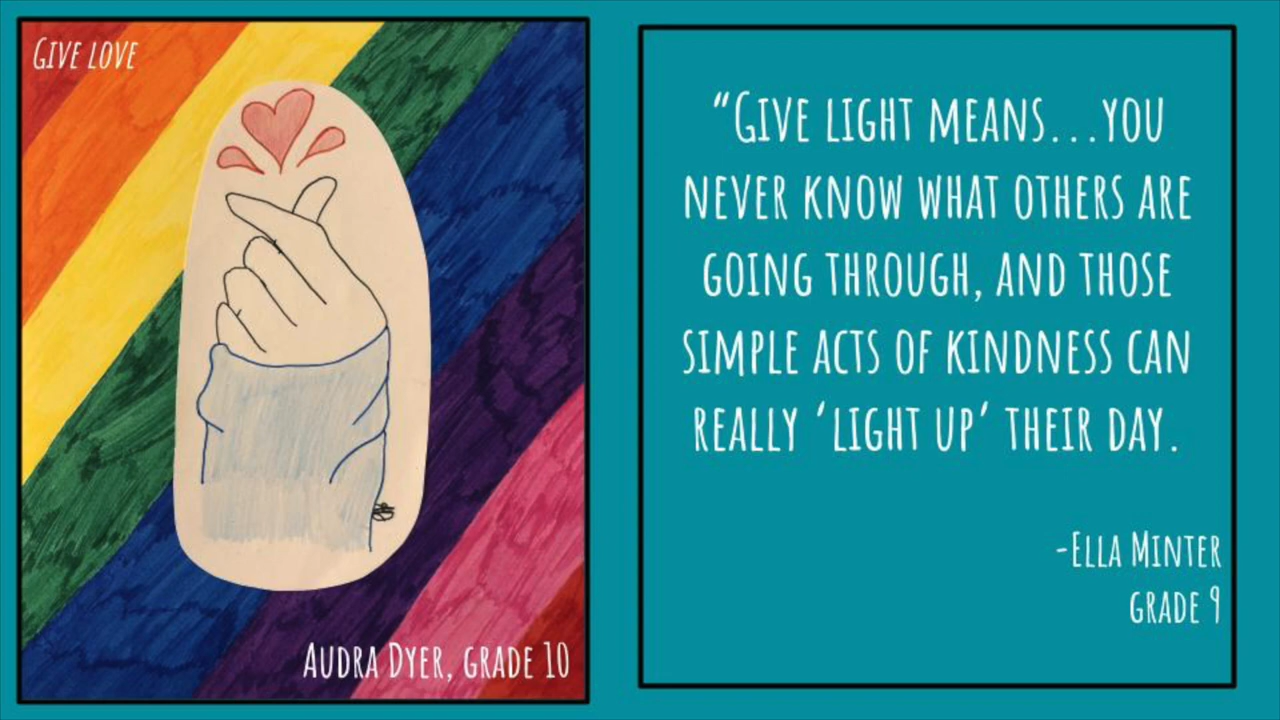 GIVE LOVE
AUDRA DYER, GRADE 10
“GIVE LIGHT MEANS...YOU
NEVER KNOW WHAT OTHERS ARE
GOING THROUGH, AND THOSE
SIMPLE ACTS OF KINDNESS CAN
REALLY ‘LIGHT UP’ THEIR DAY.
-ELLA MINTER
GRADE 9